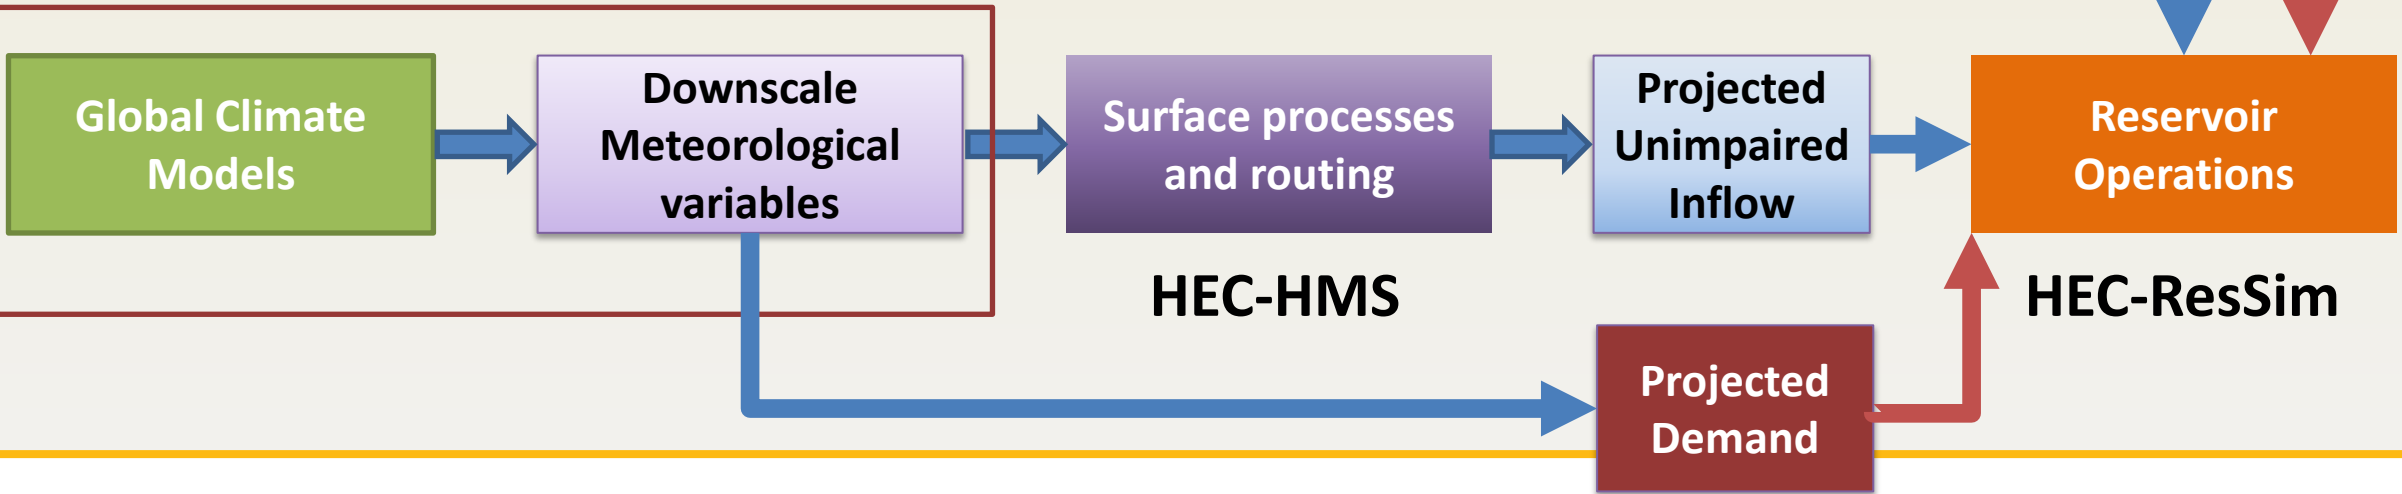 Global Climate
Models
Downscale
Meteorological
variables
Surface processes
and routing
Projected
Unimpaired
Inflow
Reservoir
Operations
HEC-HMS
HEC-ResSim
Projected
Demand